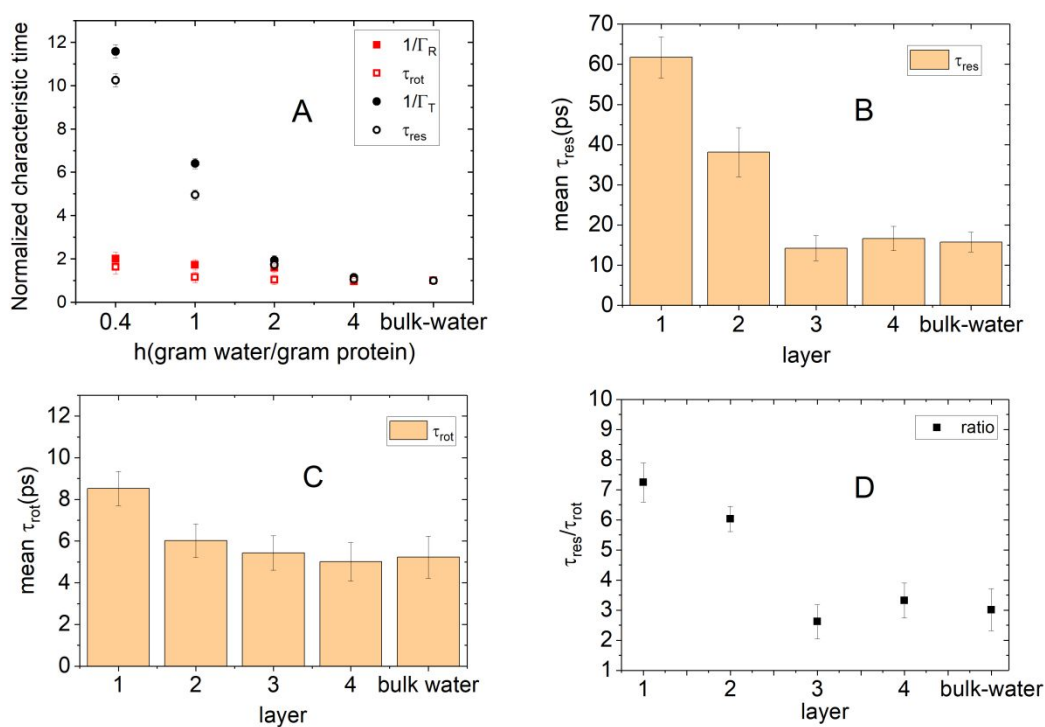 A
Normalized characteristic time
12
10
8
6
4
2
0
0.4 1 2 4 bulk-water
h(gram water/gram protein)
1/Γ_R
τ_rot
1/Γ_T
τ_res
B
mean τ_res(ps)
70
60
50
40
30
20
10
0
1 2 3 4 bulk-water
layer
τ_res
C
mean τ_rot(ps)
12
10
8
6
4
2
0
1 2 3 4 bulk water
layer
τ_rot
D
τ_res/τ_rot
10
9
8
7
6
5
4
3
2
1
1 2 3 4 bulk-water
layer
ratio